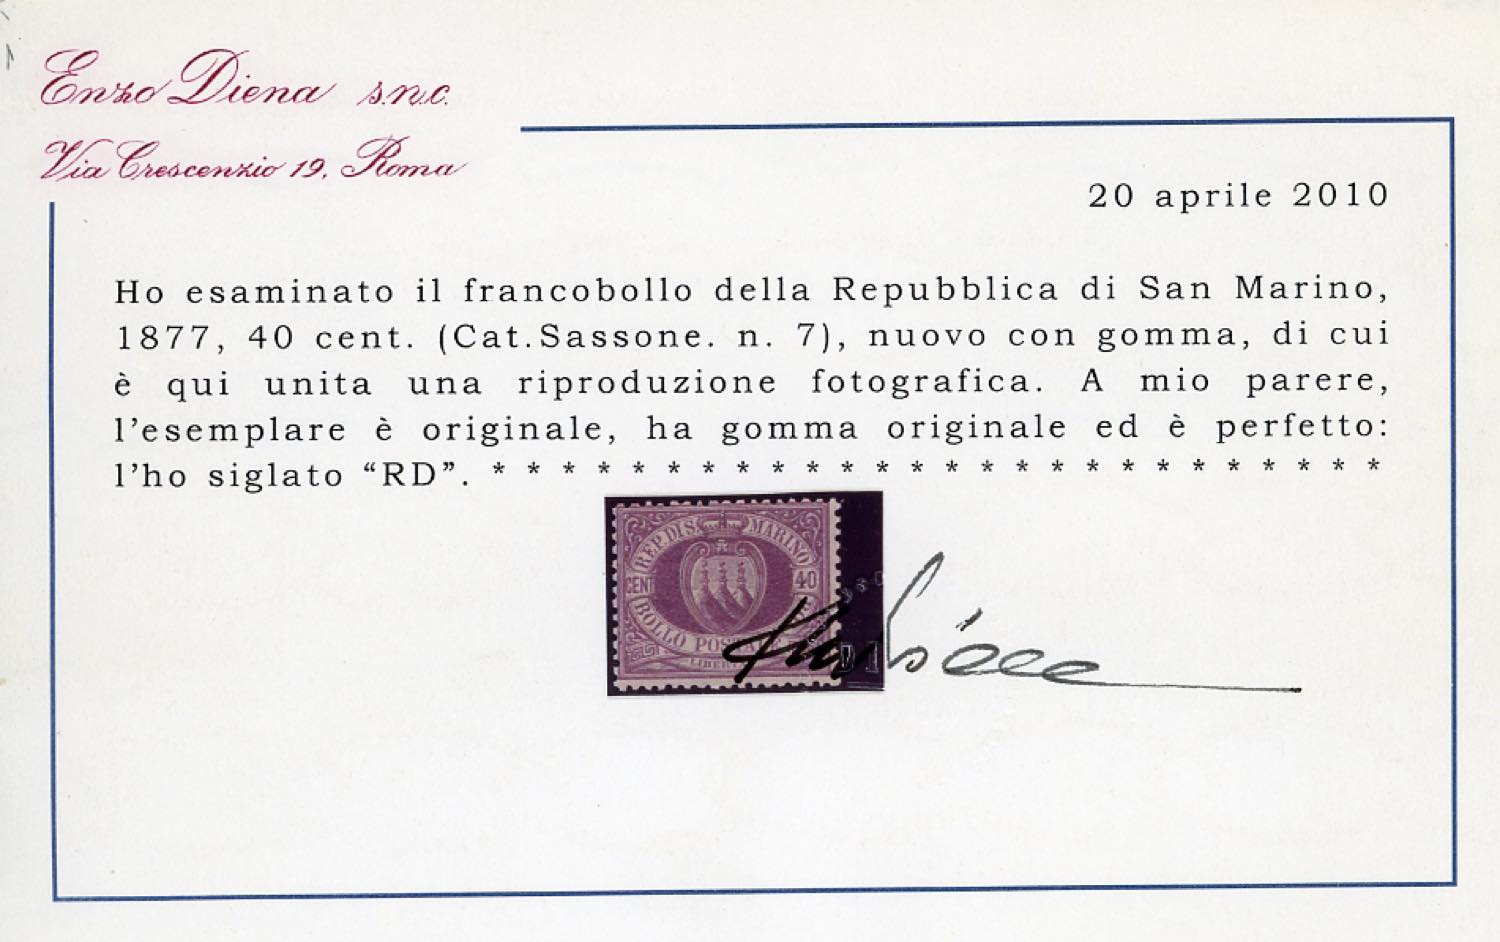 Enzo Diena s.n.c.
Via Crescenzio 19, Roma
20 aprile 2010
Ho esaminato il francobollo della Repubblica di San Marino,
1877, 40 cent. (Cat.Sassone. n. 7), nuovo con gomma, di cui
è qui unita una riproduzione fotografica. A mio parere,
l'esemplare è originale, ha gomma originale ed è perfetto:
l'ho siglato “RD”. * * * * * * * * * * * * * * * * * * * * * * * * * *
REP. DI S. MARINO
CENT 40
BOLLO